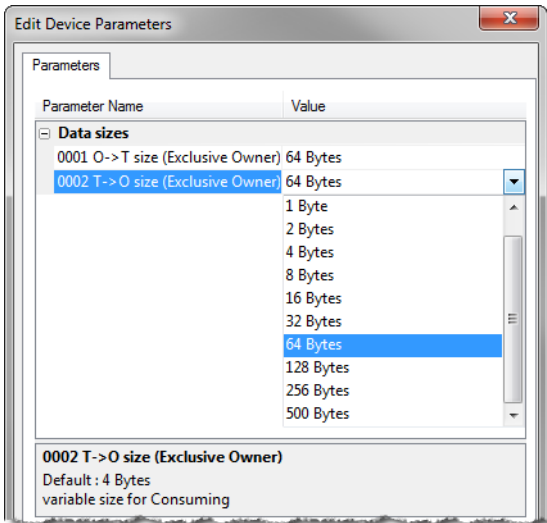 Edit Device Parameters
Parameters
Parameter Name Value
Data sizes
0001 O->T size (Exclusive Owner) 64 Bytes
0002 T->O size (Exclusive Owner) 64 Bytes
1 Byte
2 Bytes
4 Bytes
8 Bytes
16 Bytes
32 Bytes
64 Bytes
128 Bytes
256 Bytes
500 Bytes
0002 T->O size (Exclusive Owner)
Default : 4 Bytes
variable size for Consuming